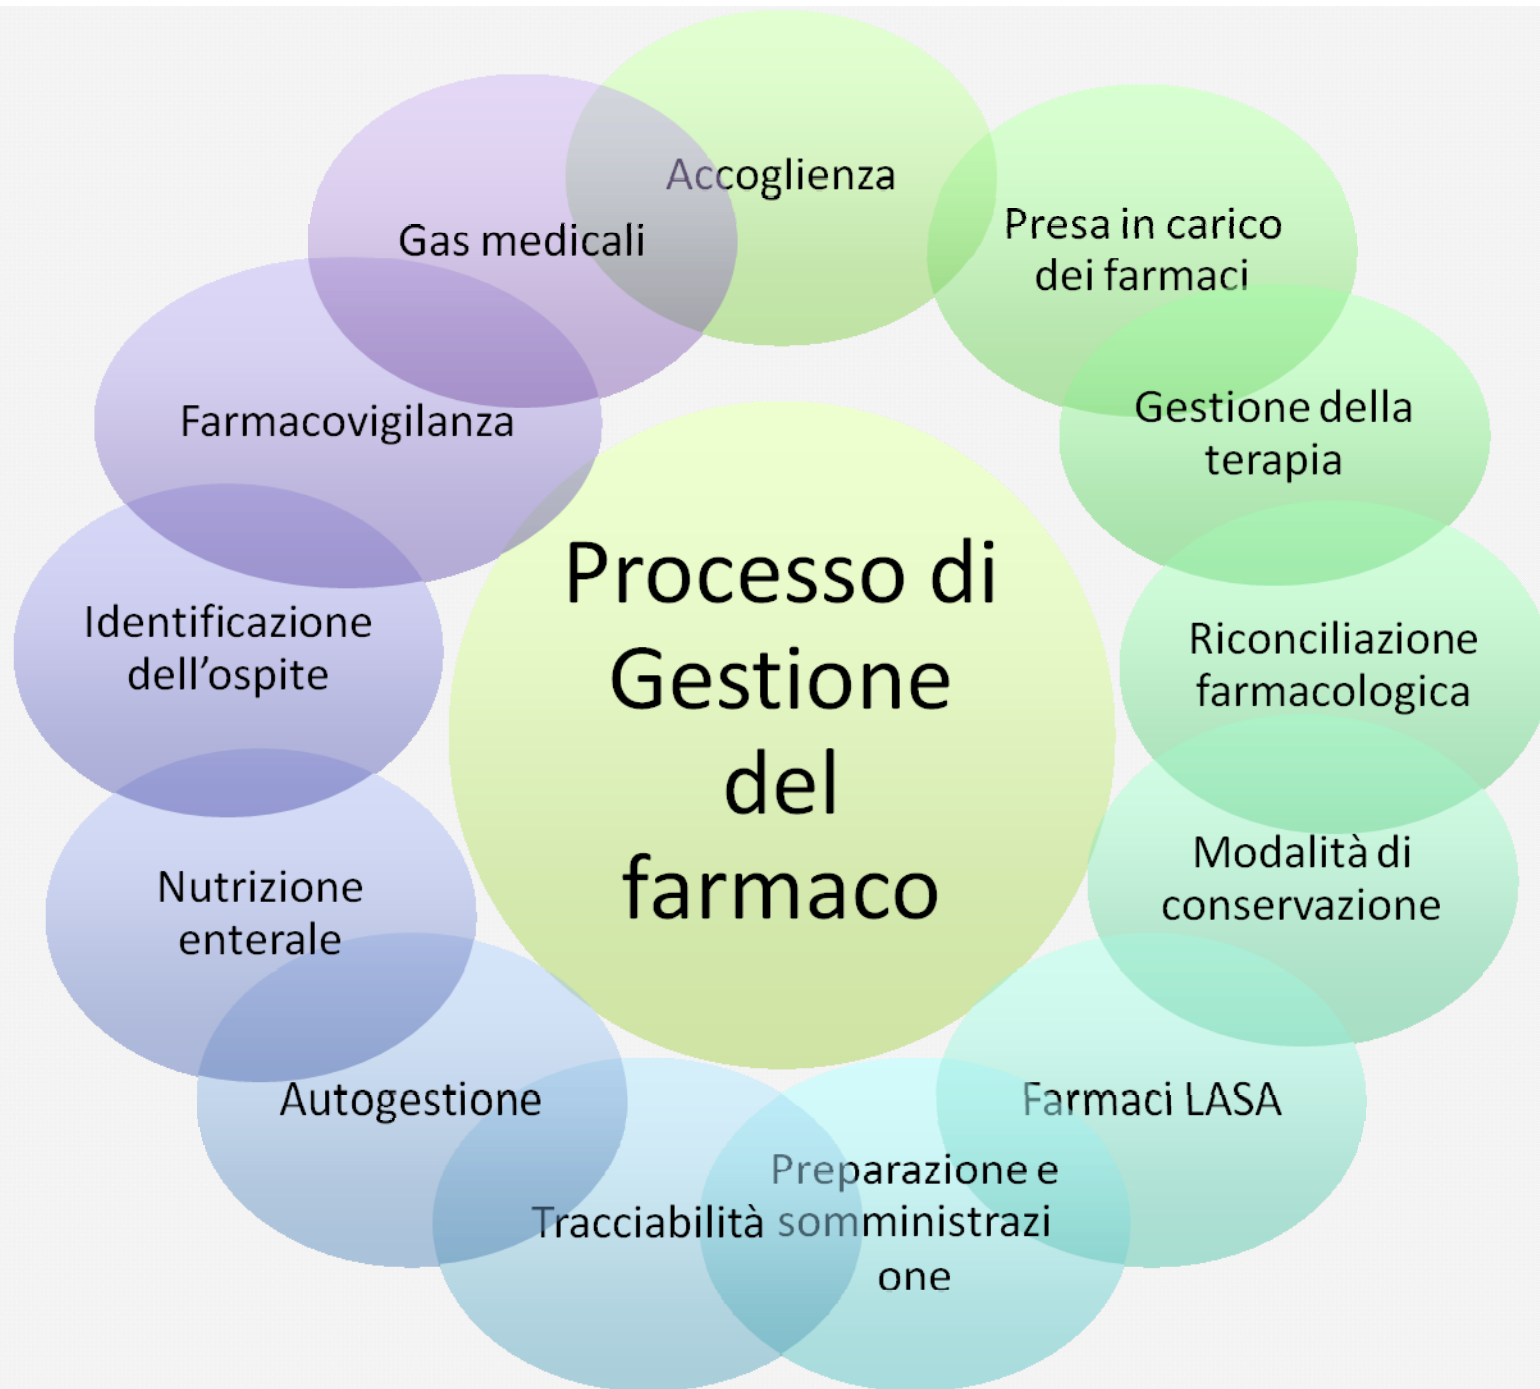 Accoglienza
Presa in carico
dei farmaci
Gestione della
terapia
Riconciliazione
farmacologica
Modalità di
conservazione
Farmaci LASA
Preparazione e
somministrazi
one
Tracciabilità
Autogestione
Nutrizione
enterale
Identificazione
dell’ospite
Farmacovigilanza
Gas medicali
Processo di
Gestione
del
farmaco